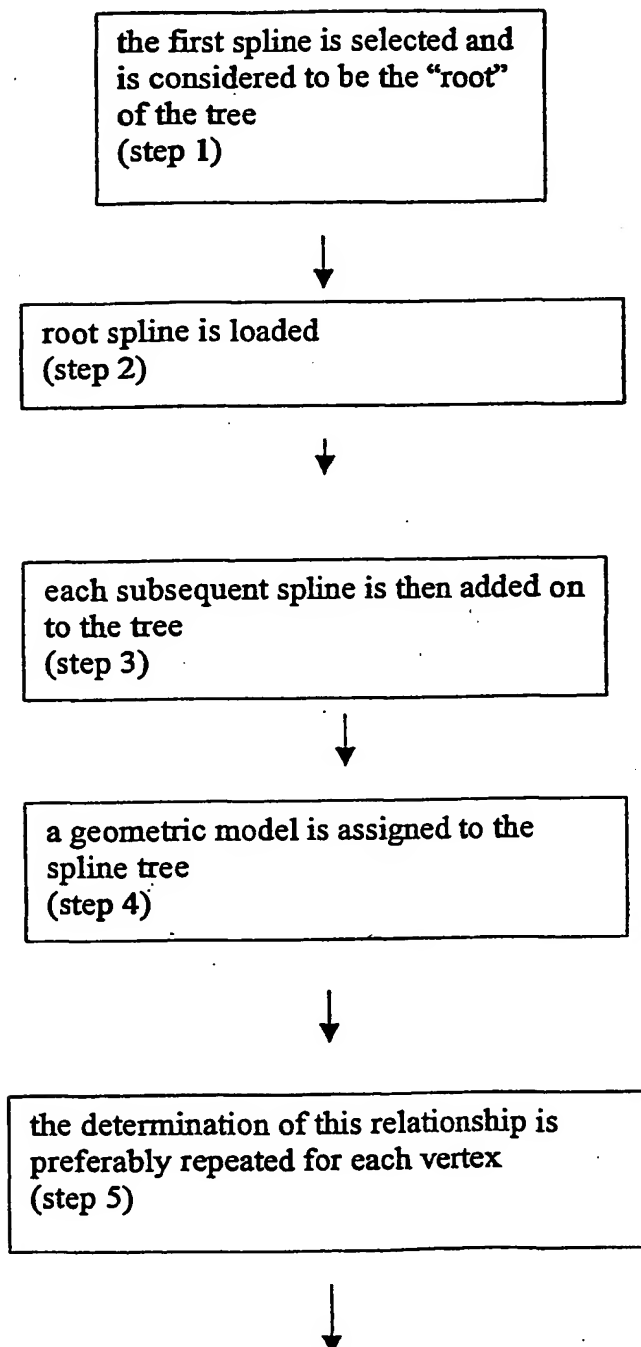 the first spline is selected and
is considered to be the “root”
of the tree
(step 1)
root spline is loaded
(step 2)
each subsequent spline is then added on
to the tree
(step 3)
a geometric model is assigned to the
spline tree
(step 4)
the determination of this relationship is
preferably repeated for each vertex
(step 5)